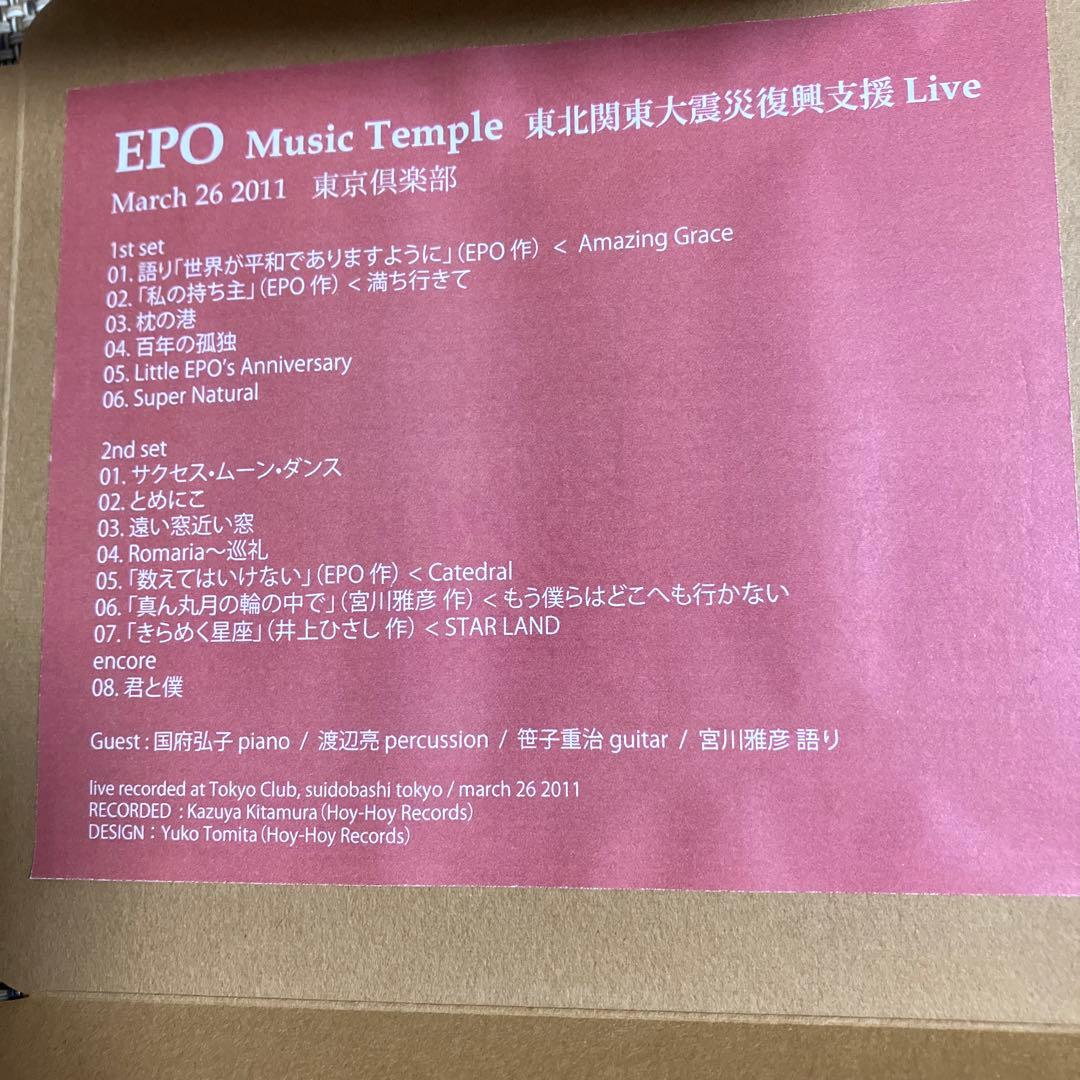 EPO Music Temple 東北関東大震災復興支援 Live
March 26 2011 東京倶楽部
1st set
01. 語り「世界が平和でありますように」（EPO 作） < Amazing Grace
02. 「私の持ち主」（EPO 作） < 満ち行きて
03. 枕の港
04. 百年の孤独
05. Little EPO's Anniversary
06. Super Natural
2nd set
01. サクセス・ムーン・ダンス
02. とめにこ
03. 遠い窓近い窓
04. Romaria〜巡礼
05. 「数えてはいけない」（EPO 作） < Catedral
06. 「真ん丸月の輪の中で」（宮川雅彦 作） < もう僕らはどこへも行かない
07. 「きらめく星座」（井上ひさし 作） < STAR LAND
encore
08. 君と僕
Guest : 国府弘子 piano / 渡辺亮 percussion / 笹子重治 guitar / 宮川雅彦 語り
live recorded at Tokyo Club, suidobashi tokyo / march 26 2011
RECORDED : Kazuya Kitamura（Hoy-Hoy Records）
DESIGN : Yuko Tomita（Hoy-Hoy Records）